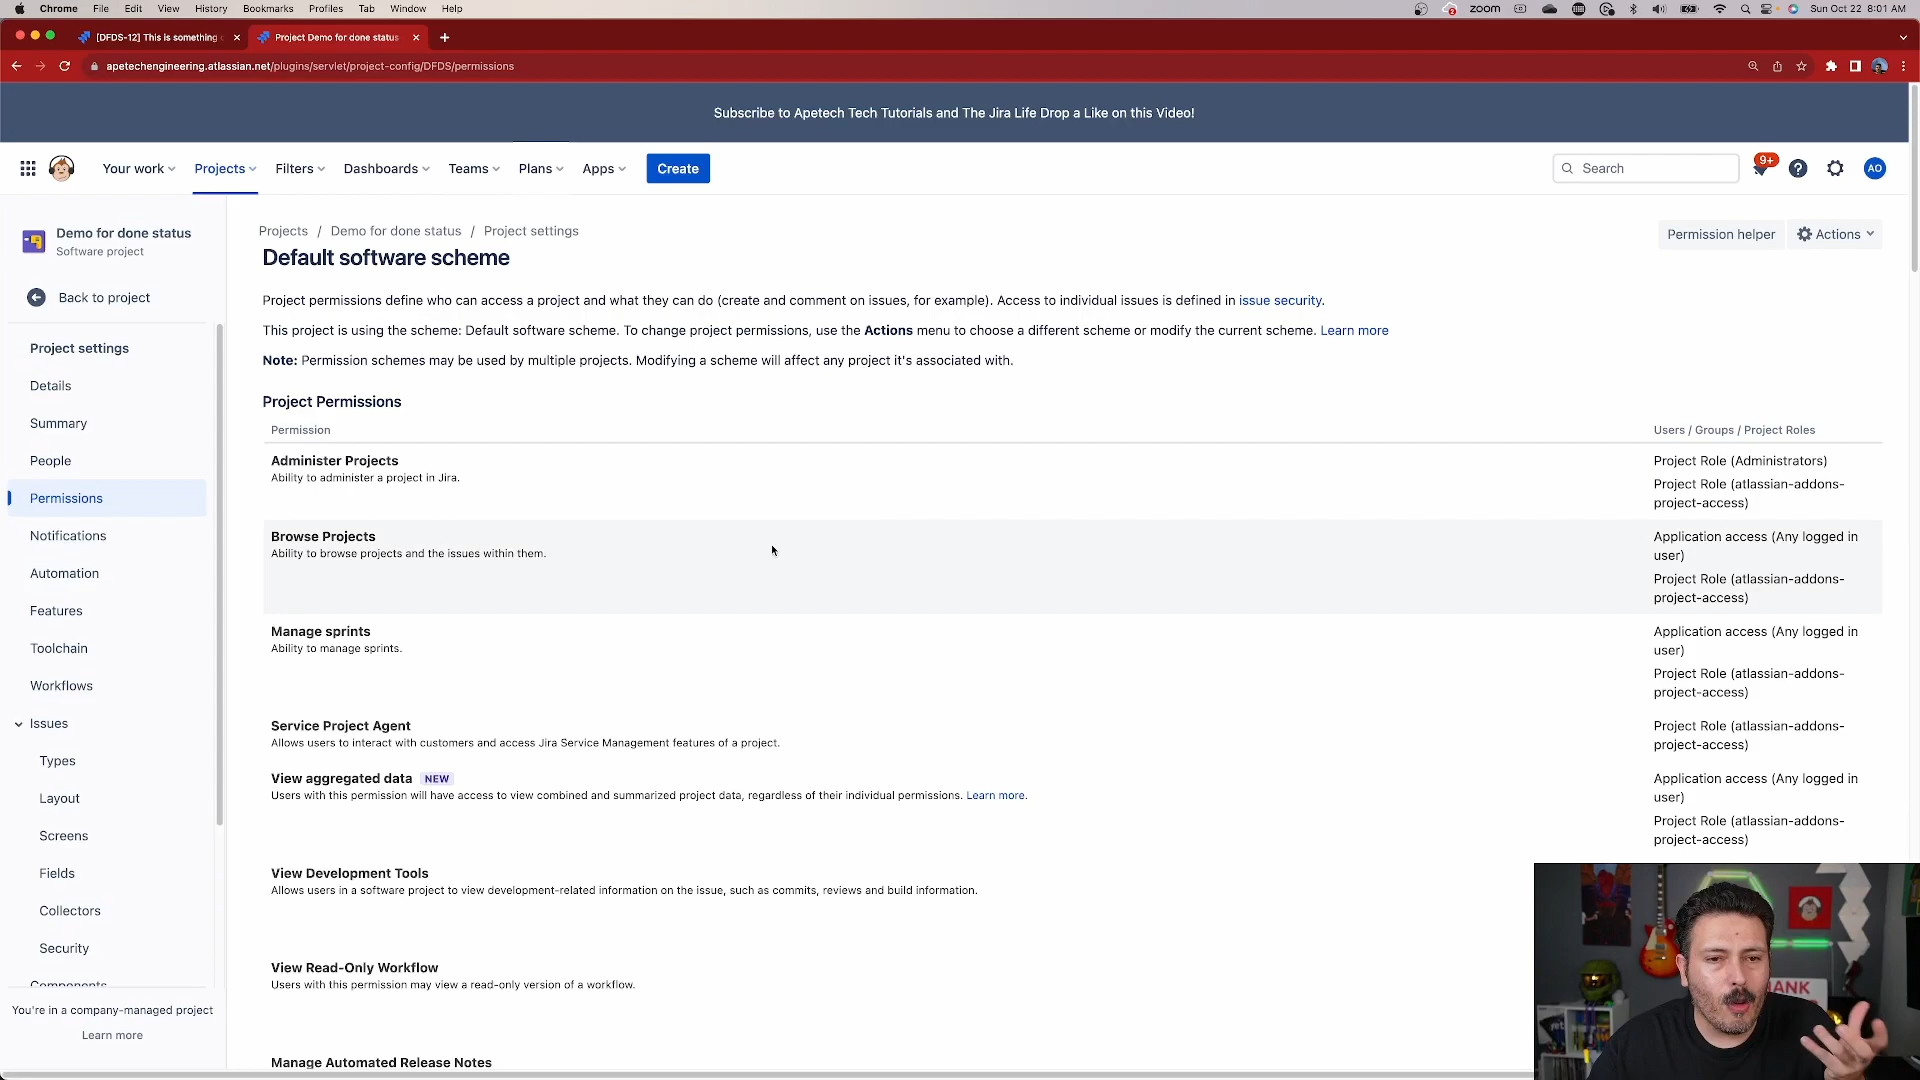 Chrome File Edit View History Bookmarks Profiles Tab Window Help
2 zoom Sun Oct 22 8:01 AM
[DFDS-12] This is something
Project Demo for done status
apetechengineering.atlassian.net/plugins/servlet/project-config/DFDS/permissions
Subscribe to Apetech Tech Tutorials and The Jira Life Drop a Like on this Video!
Your work Projects Filters Dashboards Teams Plans Apps Create
Search 9+ AO
Demo for done status
Software project
Back to project
Project settings
Details
Summary
People
Permissions
Notifications
Automation
Features
Toolchain
Workflows
Issues
Types
Layout
Screens
Fields
Collectors
Security
Components
You're in a company-managed project
Learn more
Projects / Demo for done status / Project settings
Default software scheme
Permission helper Actions
Project permissions define who can access a project and what they can do (create and comment on issues, for example). Access to individual issues is defined in issue security.
This project is using the scheme: Default software scheme. To change project permissions, use the Actions menu to choose a different scheme or modify the current scheme. Learn more
Note: Permission schemes may be used by multiple projects. Modifying a scheme will affect any project it's associated with.
Project Permissions
Permission Users / Groups / Project Roles
Administer Projects
Ability to administer a project in Jira.
Project Role (Administrators)
Project Role (atlassian-addons-
project-access)
Browse Projects
Ability to browse projects and the issues within them.
Application access (Any logged in
user)
Project Role (atlassian-addons-
project-access)
Manage sprints
Ability to manage sprints.
Application access (Any logged in
user)
Project Role (atlassian-addons-
project-access)
Service Project Agent
Allows users to interact with customers and access Jira Service Management features of a project.
Project Role (atlassian-addons-
project-access)
View aggregated data NEW
Users with this permission will have access to view combined and summarized project data, regardless of their individual permissions. Learn more.
Application access (Any logged in
user)
Project Role (atlassian-addons-
project-access)
View Development Tools
Allows users in a software project to view development-related information on the issue, such as commits, reviews and build information.
View Read-Only Workflow
Users with this permission may view a read-only version of a workflow.
Manage Automated Release Notes